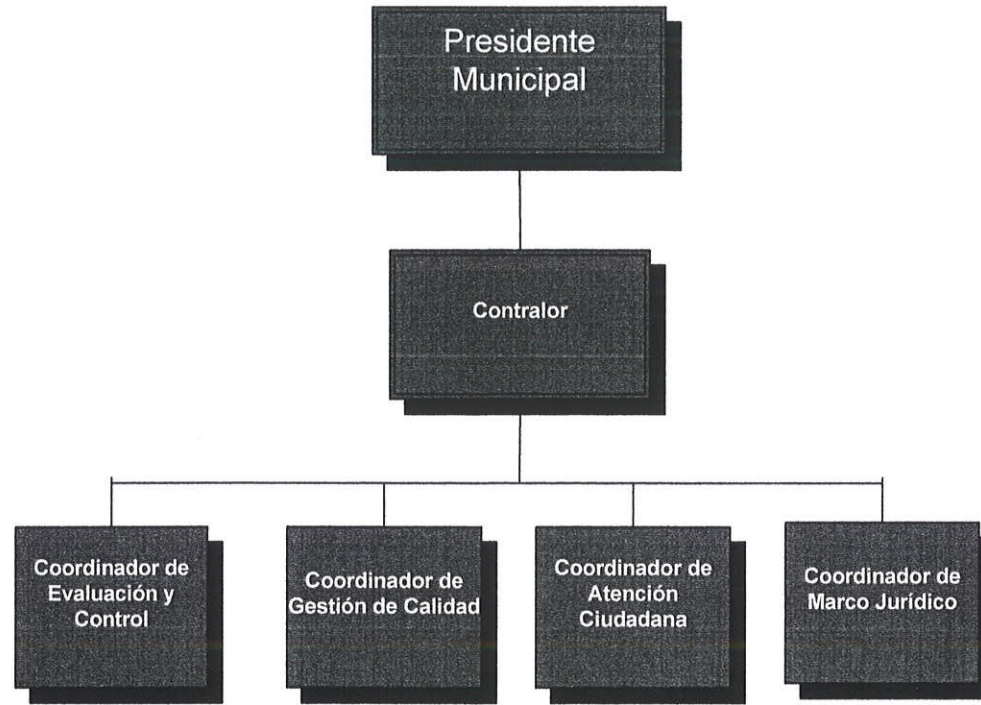 Presidente
Municipal
Contralor
Coordinador de
Evaluación y
Control
Coordinador de
Gestión de Calidad
Coordinador de
Atención
Ciudadana
Coordinador de
Marco Jurídico